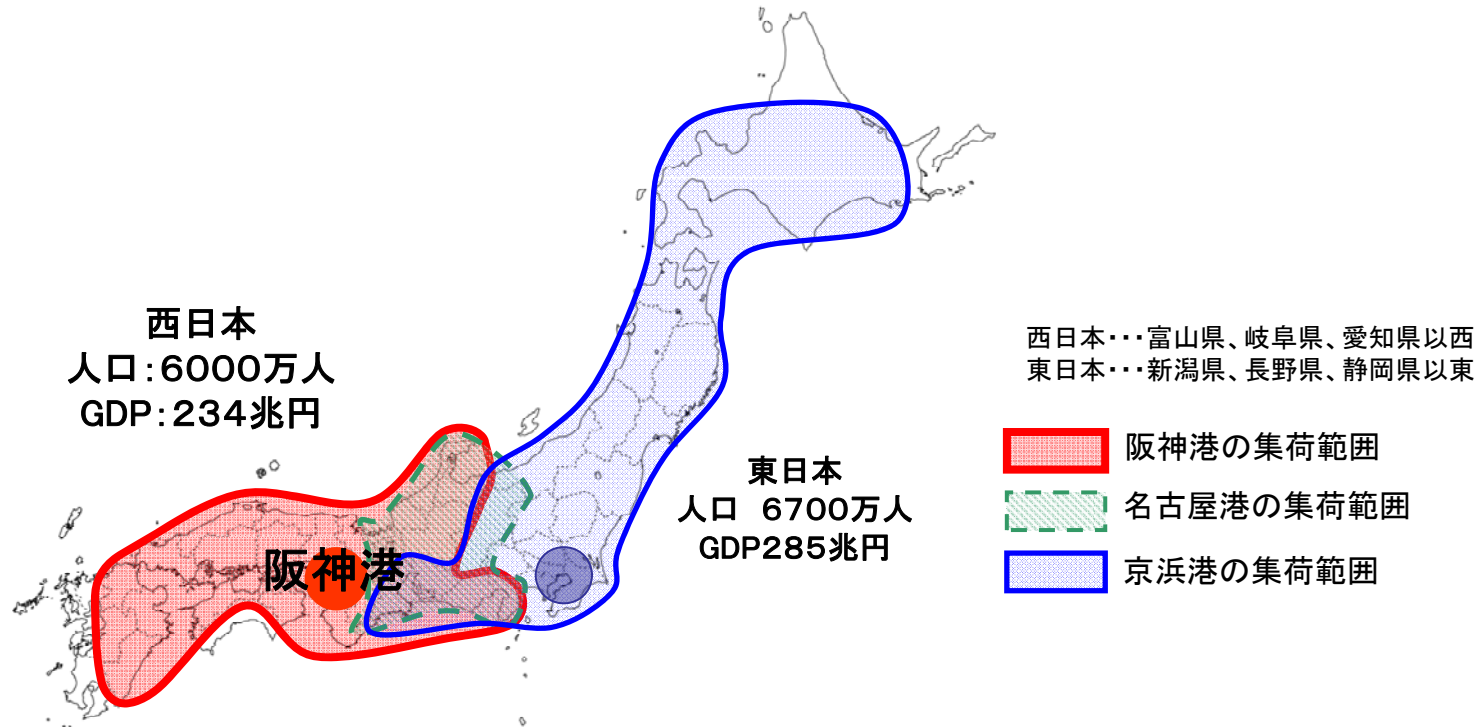 西日本
人口:6000万人
GDP:234兆円
阪神港
東日本
人口 6700万人
GDP285兆円
西日本・・・富山県、岐阜県、愛知県以西
東日本・・・新潟県、長野県、静岡県以東
阪神港の集荷範囲
名古屋港の集荷範囲
京浜港の集荷範囲